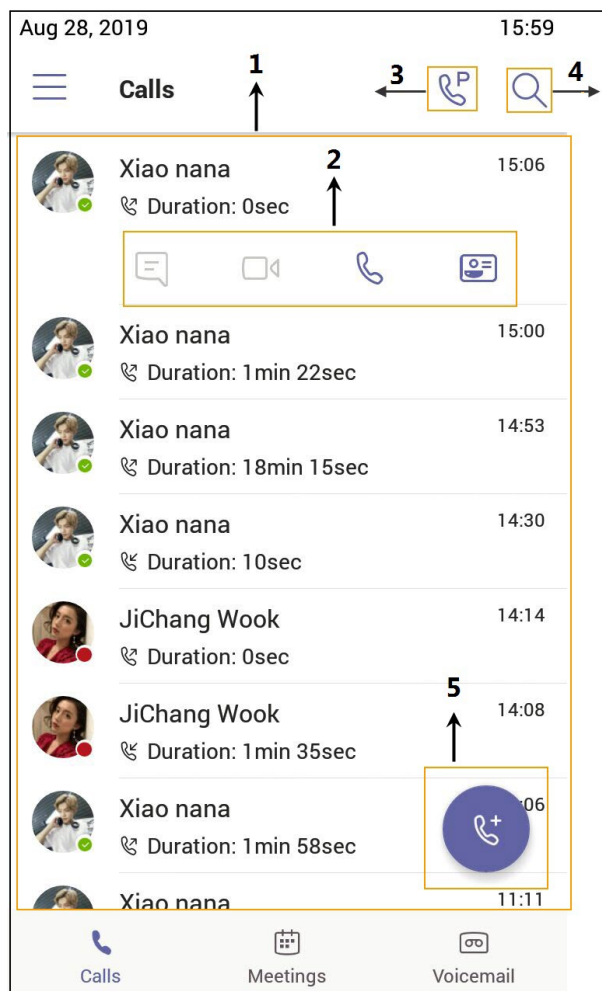 Aug 28, 2019 15:59
Calls 1 3 P 4
Xiao nana 2 15:06
Duration: 0sec
Xiao nana 15:00
Duration: 1min 22sec
Xiao nana 14:53
Duration: 18min 15sec
Xiao nana 14:30
Duration: 10sec
JiChang Wook 14:14
Duration: 0sec
5
JiChang Wook 14:08
Duration: 1min 35sec
Xiao nana :06
Duration: 1min 58sec
Xiao nana 11:11
Calls Meetings Voicemail